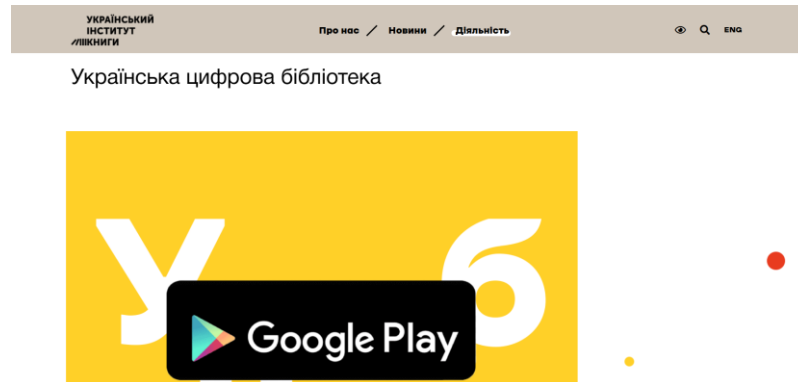 УКРАЇНСЬКИЙ
ІНСТИТУТ
КНИГИ
Про нас / Новини / Діяльність
ENG
Українська цифрова бібліотека
У б
Google Play